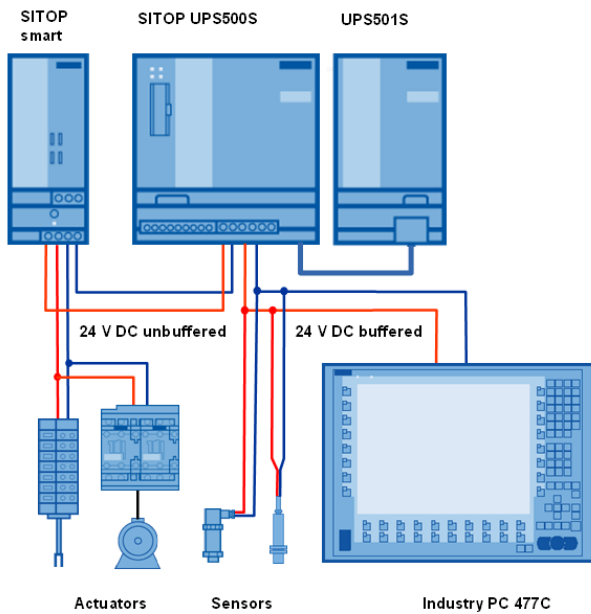 SITOP
smart
SITOP UPS500S
UPS501S
24 V DC unbuffered
24 V DC buffered
Actuators
Sensors
Industry PC 477C